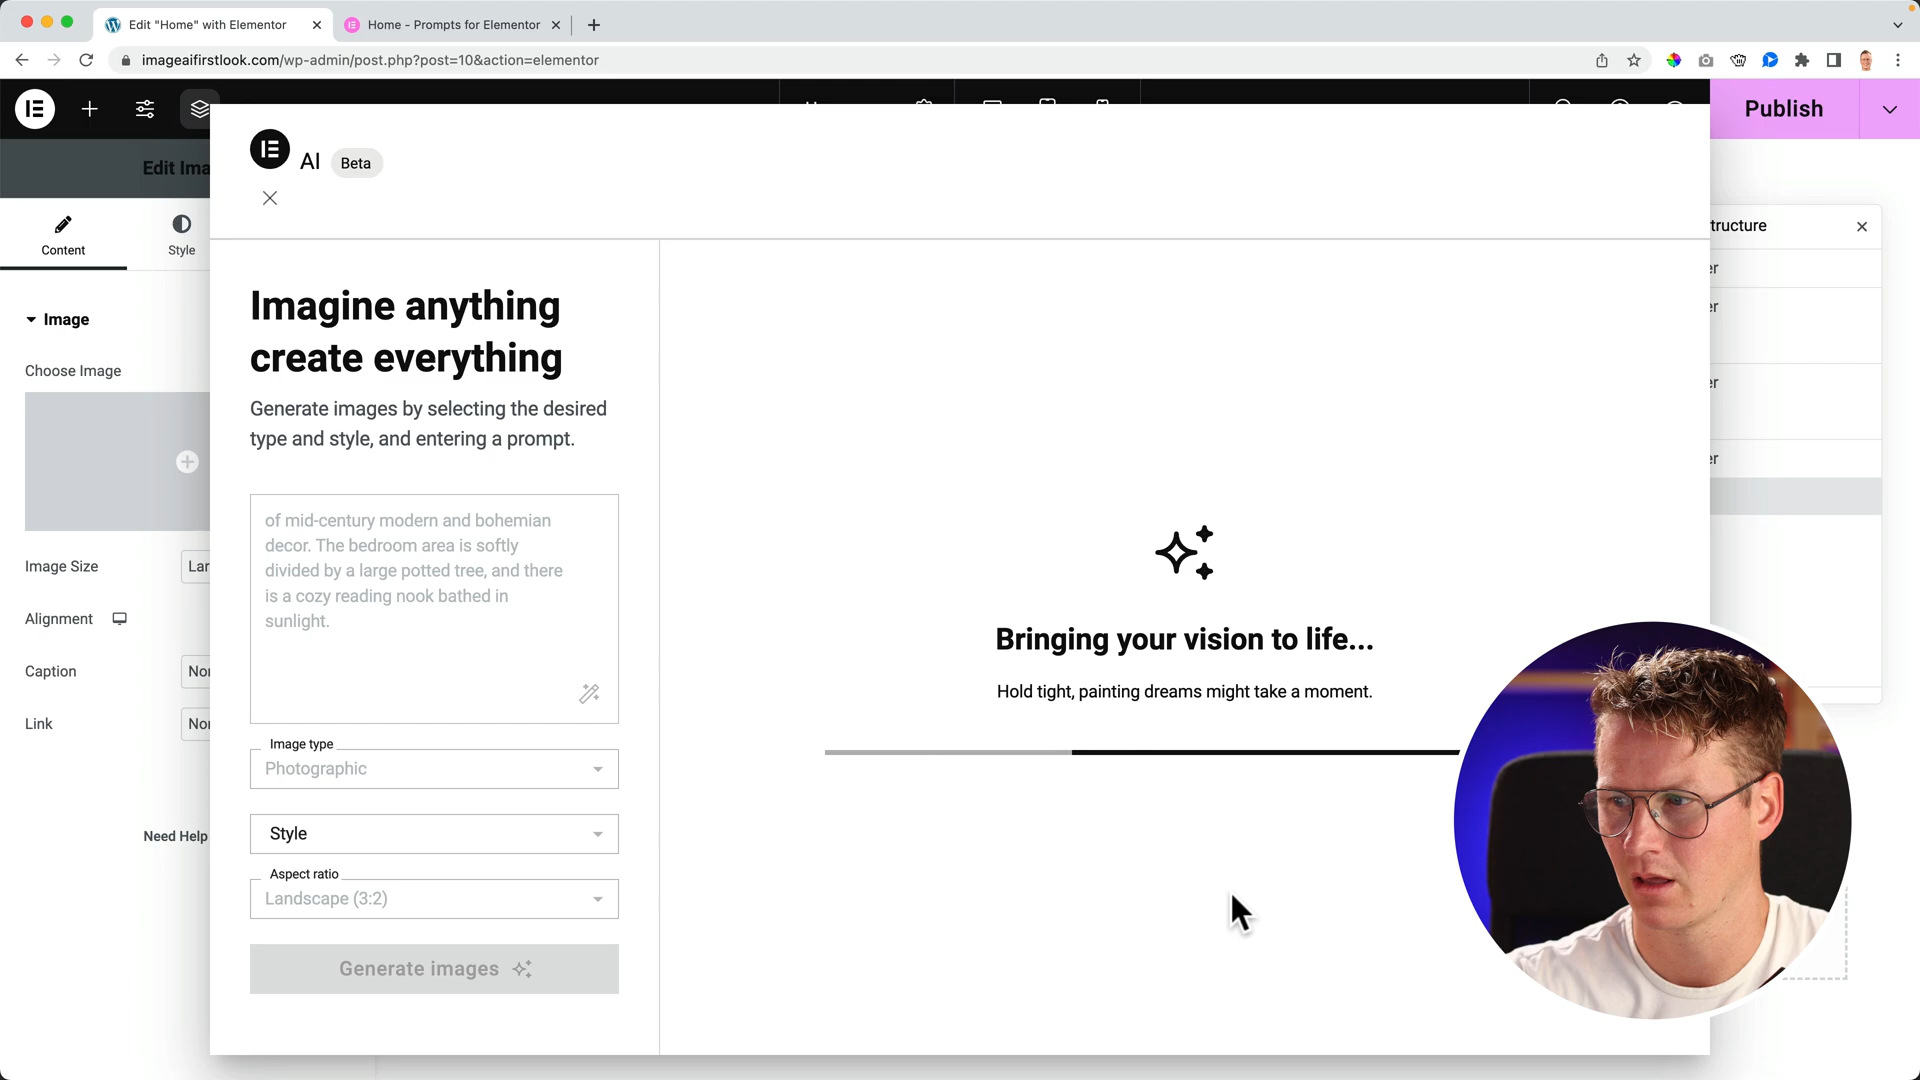 Edit "Home" with Elementor
Home - Prompts for Elementor
imageaifirstlook.com/wp-admin/post.php?post=10&action=elementor
Publish
Edit Ima
AI Beta
Content
Style
tructure
er
er
er
er
Image
Choose Image
Image Size
Lar
Alignment
Caption
Nor
Link
Nor
Need Help
Imagine anything
create everything
Generate images by selecting the desired
type and style, and entering a prompt.
of mid-century modern and bohemian
decor. The bedroom area is softly
divided by a large potted tree, and there
is a cozy reading nook bathed in
sunlight.
Image type
Photographic
Style
Aspect ratio
Landscape (3:2)
Generate images
Bringing your vision to life...
Hold tight, painting dreams might take a moment.